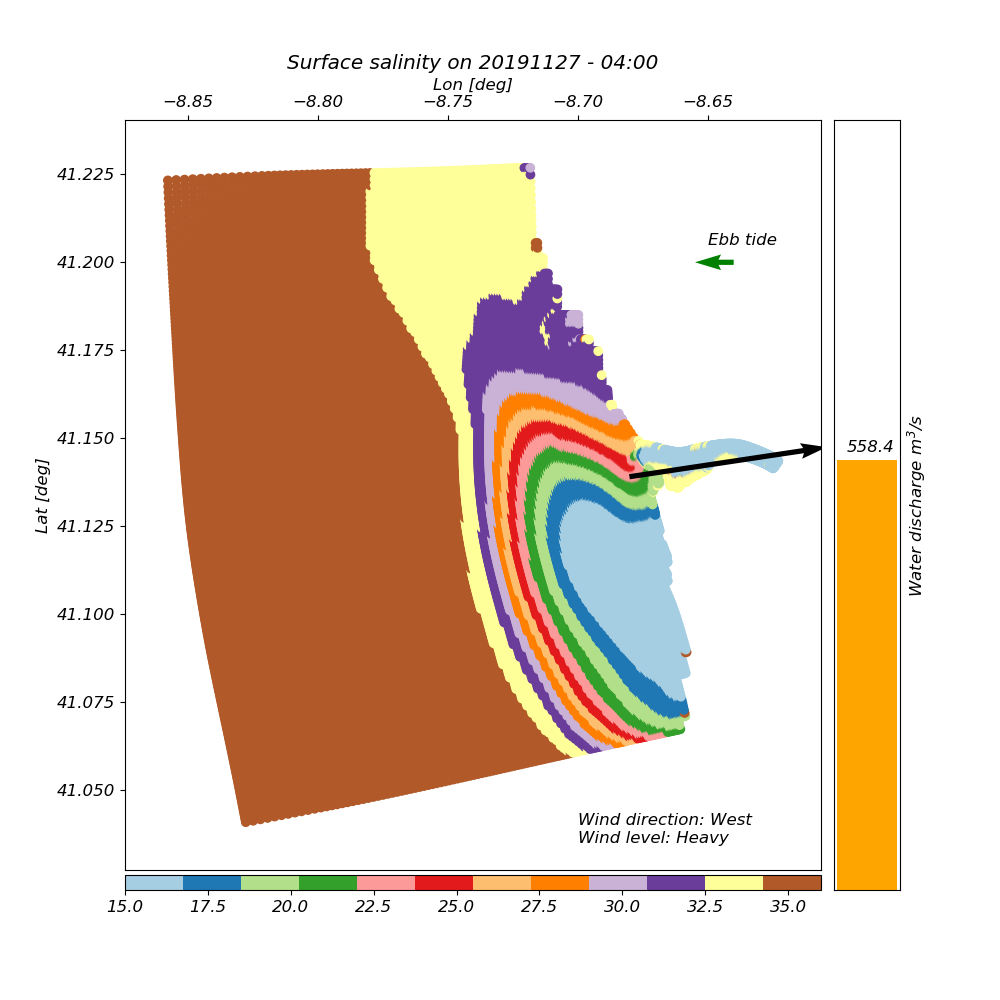 Surface salinity on 20191127 - 04:00
Lon [deg]
−8.85 −8.80 −8.75 −8.70 −8.65
41.225
41.200
41.175
41.150
41.125
41.100
41.075
41.050
Lat [deg]
Ebb tide
558.4
Water discharge m³/s
Wind direction: West
Wind level: Heavy
15.0 17.5 20.0 22.5 25.0 27.5 30.0 32.5 35.0